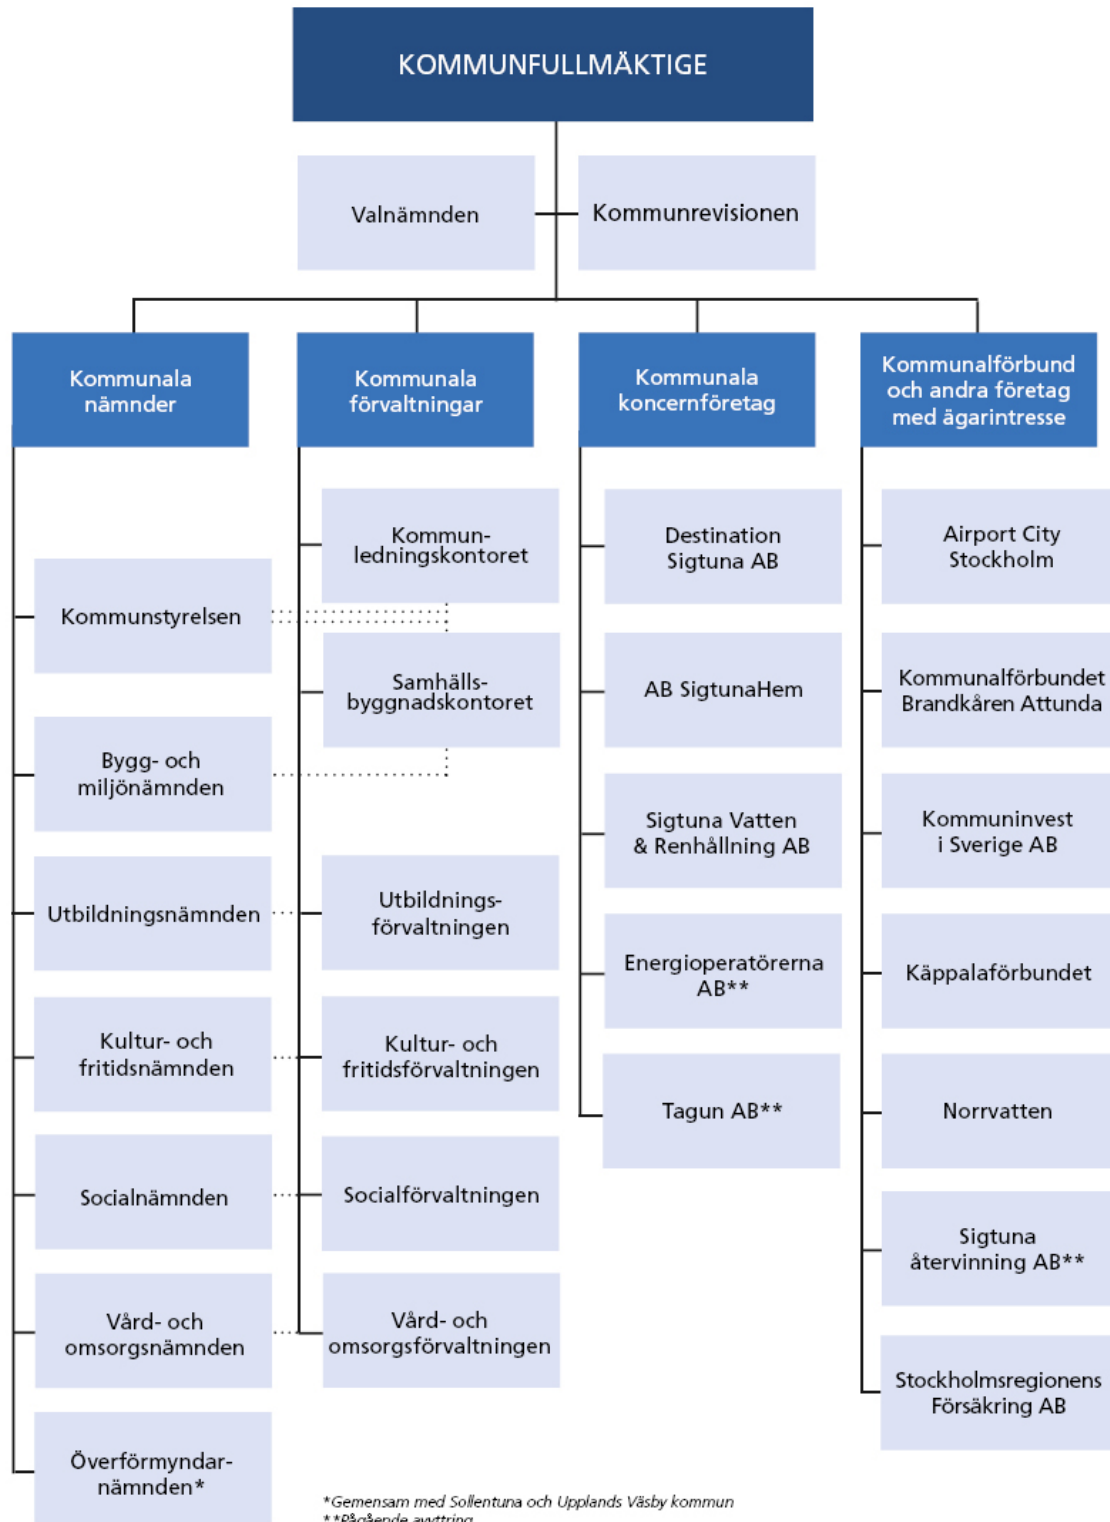 KOMMUNFULLMÄKTIGE
Valnämnden
Kommunrevisionen
Kommunala
nämnder
Kommunstyrelsen
Bygg- och
miljönämnden
Utbildningsnämnden
Kultur- och
fritidsnämnden
Socialnämnden
Vård- och
omsorgsnämnden
Överförmyndar-
nämnden*
Kommunala
förvaltningar
Kommun-
ledningskontoret
Samhälls-
byggnadskontoret
Utbildnings-
förvaltningen
Kultur- och
fritidsförvaltningen
Socialförvaltningen
Vård- och
omsorgsförvaltningen
Kommunala
koncernföretag
Destination
Sigtuna AB
AB SigtunaHem
Sigtuna Vatten
& Renhållning AB
Energioperatörerna
AB**
Tagun AB**
Kommunalförbund
och andra företag
med ägarintresse
Airport City
Stockholm
Kommunalförbundet
Brandkåren Attunda
Kommuninvest
i Sverige AB
Käppalaförbundet
Norrvatten
Sigtuna
återvinning AB**
Stockholmsregionens
Försäkring AB
*Gemensam med Sollentuna och Upplands Väsby kommun
**Pågående avyttring